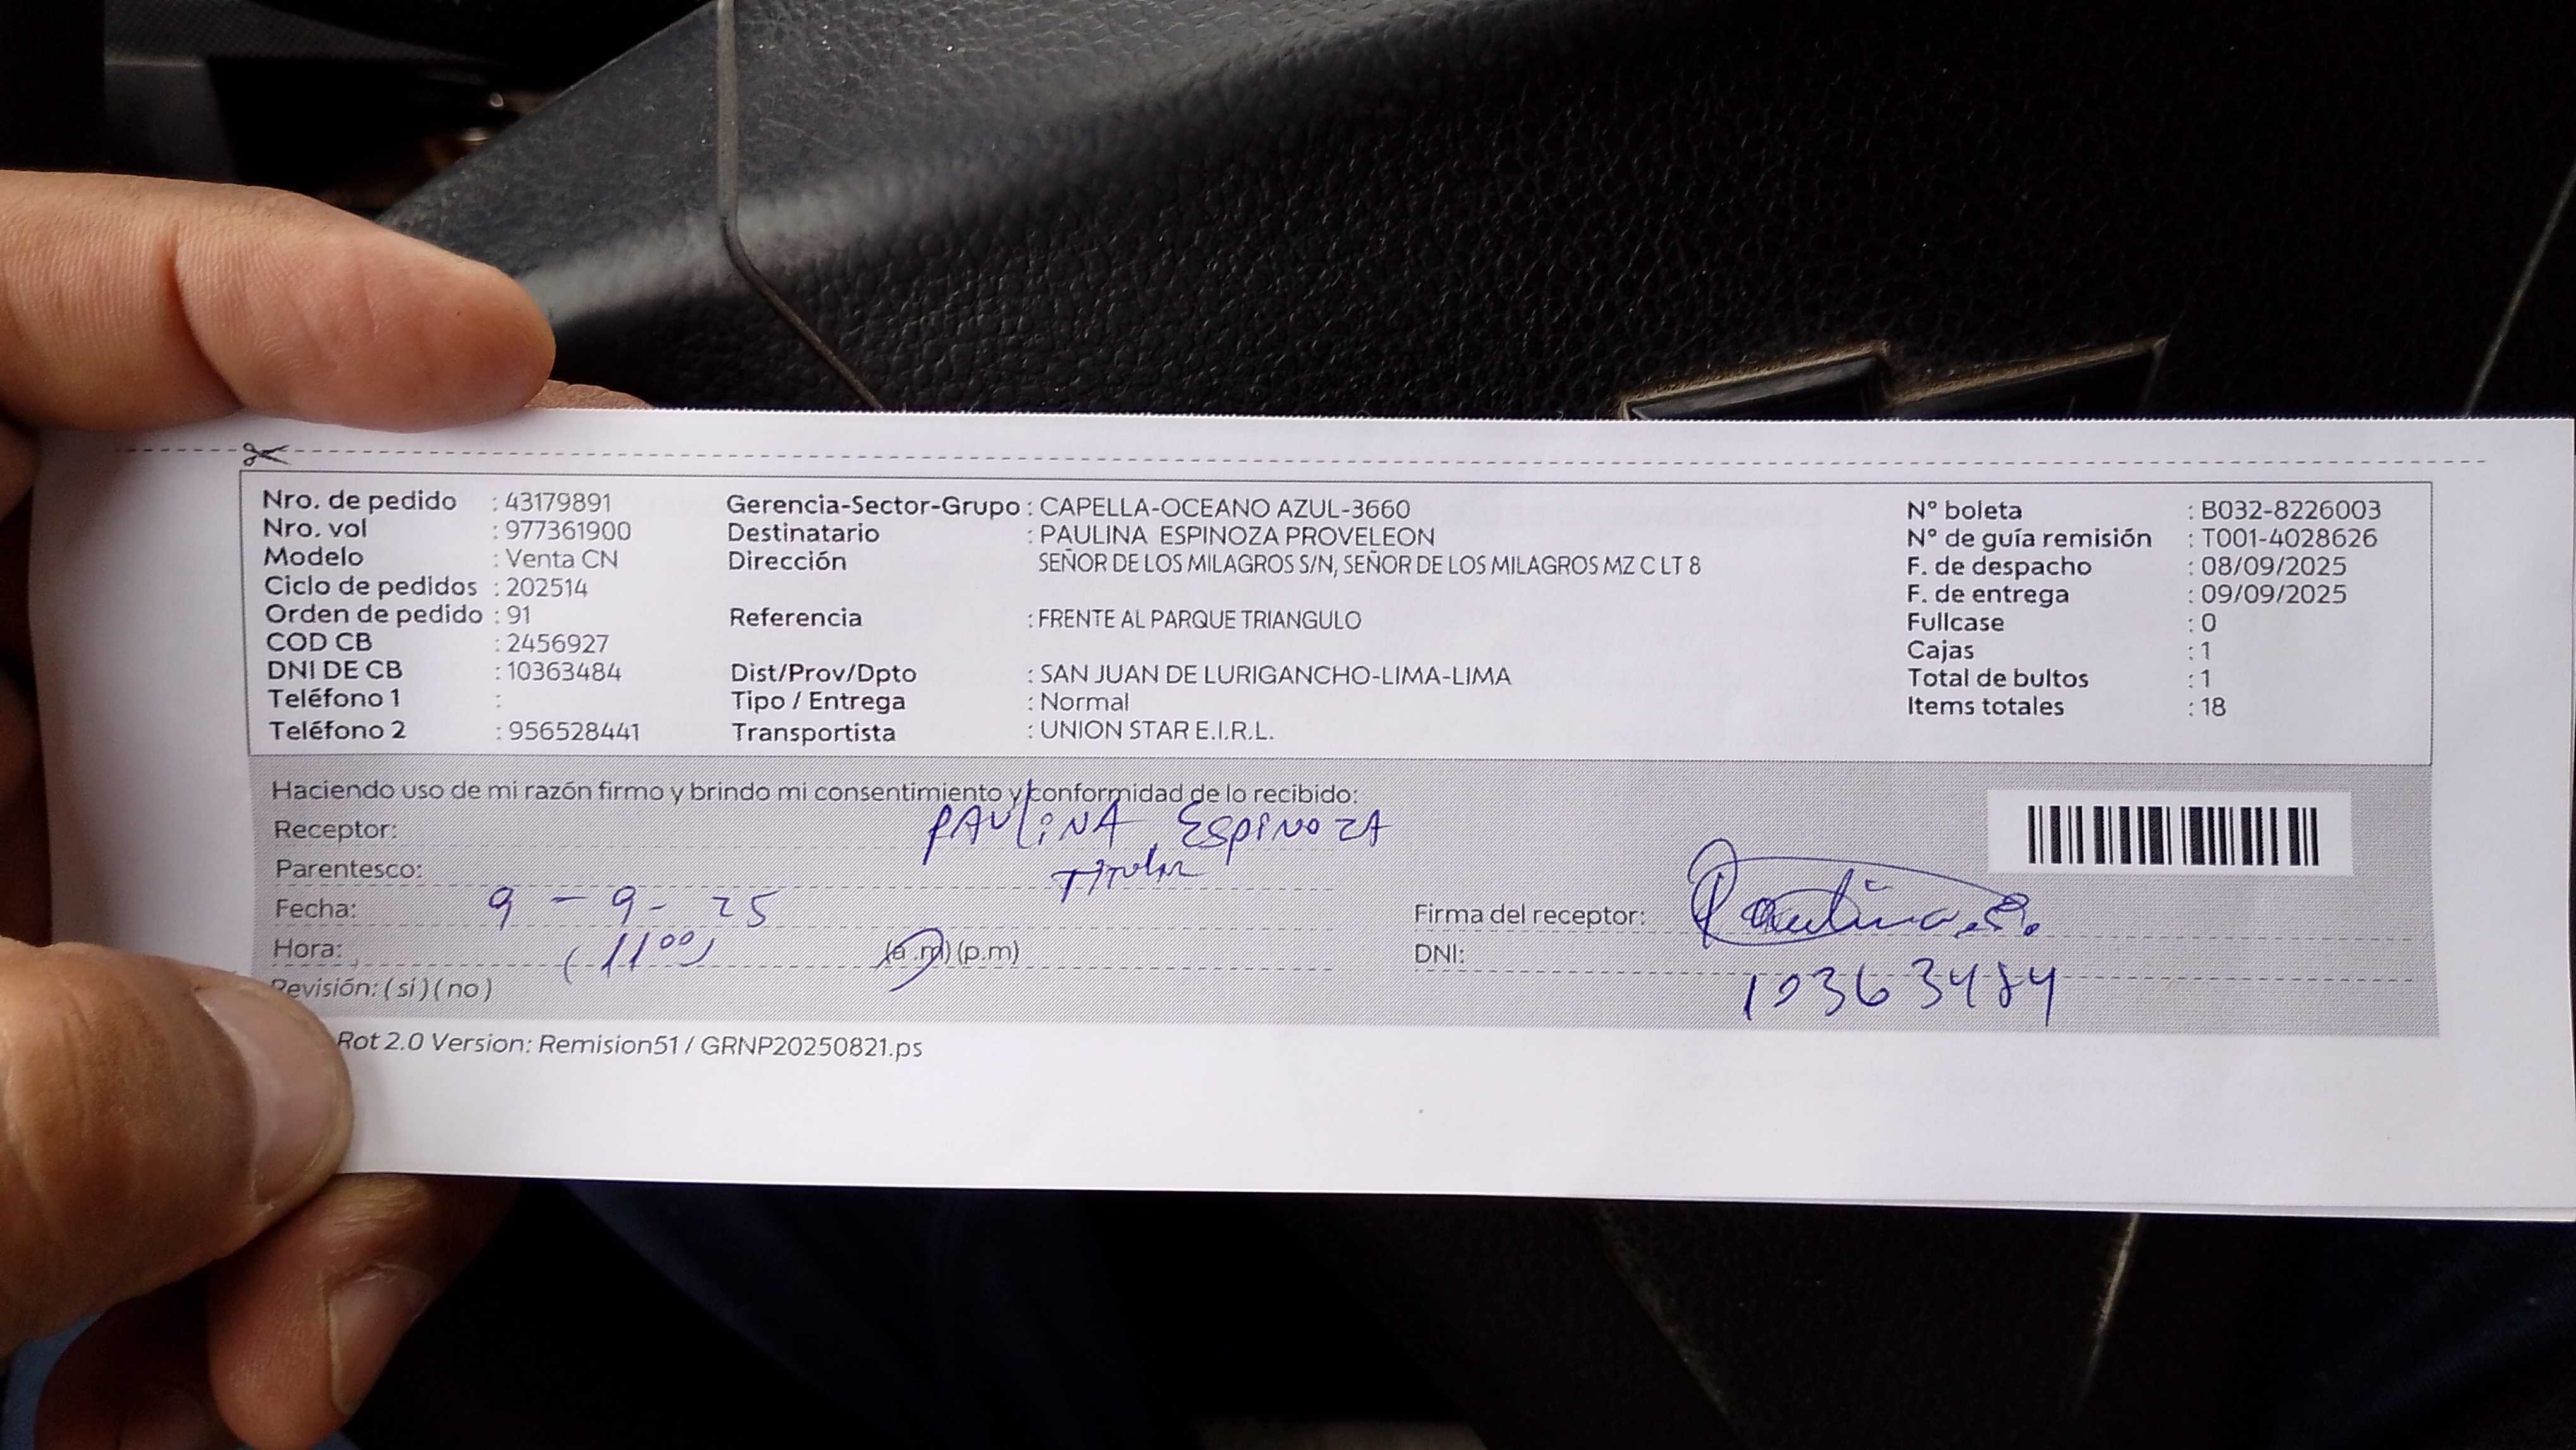 Nro. de pedido : 43179891
Nro. vol : 977361900
Modelo : Venta CN
Ciclo de pedidos : 202514
Orden de pedido : 91
COD CB : 2456927
DNI DE CB : 10363484
Teléfono 1 :
Teléfono 2 : 956528441
Gerencia-Sector-Grupo : CAPELLA-OCEANO AZUL-3660
Destinatario : PAULINA ESPINOZA PROVELEON
Dirección SEÑOR DE LOS MILAGROS S/N, SEÑOR DE LOS MILAGROS MZ C LT 8
Referencia : FRENTE AL PARQUE TRIANGULO
Dist/Prov/Dpto : SAN JUAN DE LURIGANCHO-LIMA-LIMA
Tipo / Entrega : Normal
Transportista : UNION STAR E.I.R.L.
N° boleta : B032-8226003
N° de guía remisión : T001-4028626
F. de despacho : 08/09/2025
F. de entrega : 09/09/2025
Fullcase : 0
Cajas : 1
Total de bultos : 1
Items totales : 18
Haciendo uso de mi razón firmo y brindo mi consentimiento y conformidad de lo recibido:
Receptor: PAULINA ESPINOZA
Parentesco: Titular
Fecha: 9 - 9 - 25
Hora: (11 00) (a.m) (p.m)
Revisión: ( si ) ( no )
Firma del receptor: Paulina.E.
DNI: 10363484
Rot 2.0 Version: Remision51 / GRNP20250821.ps